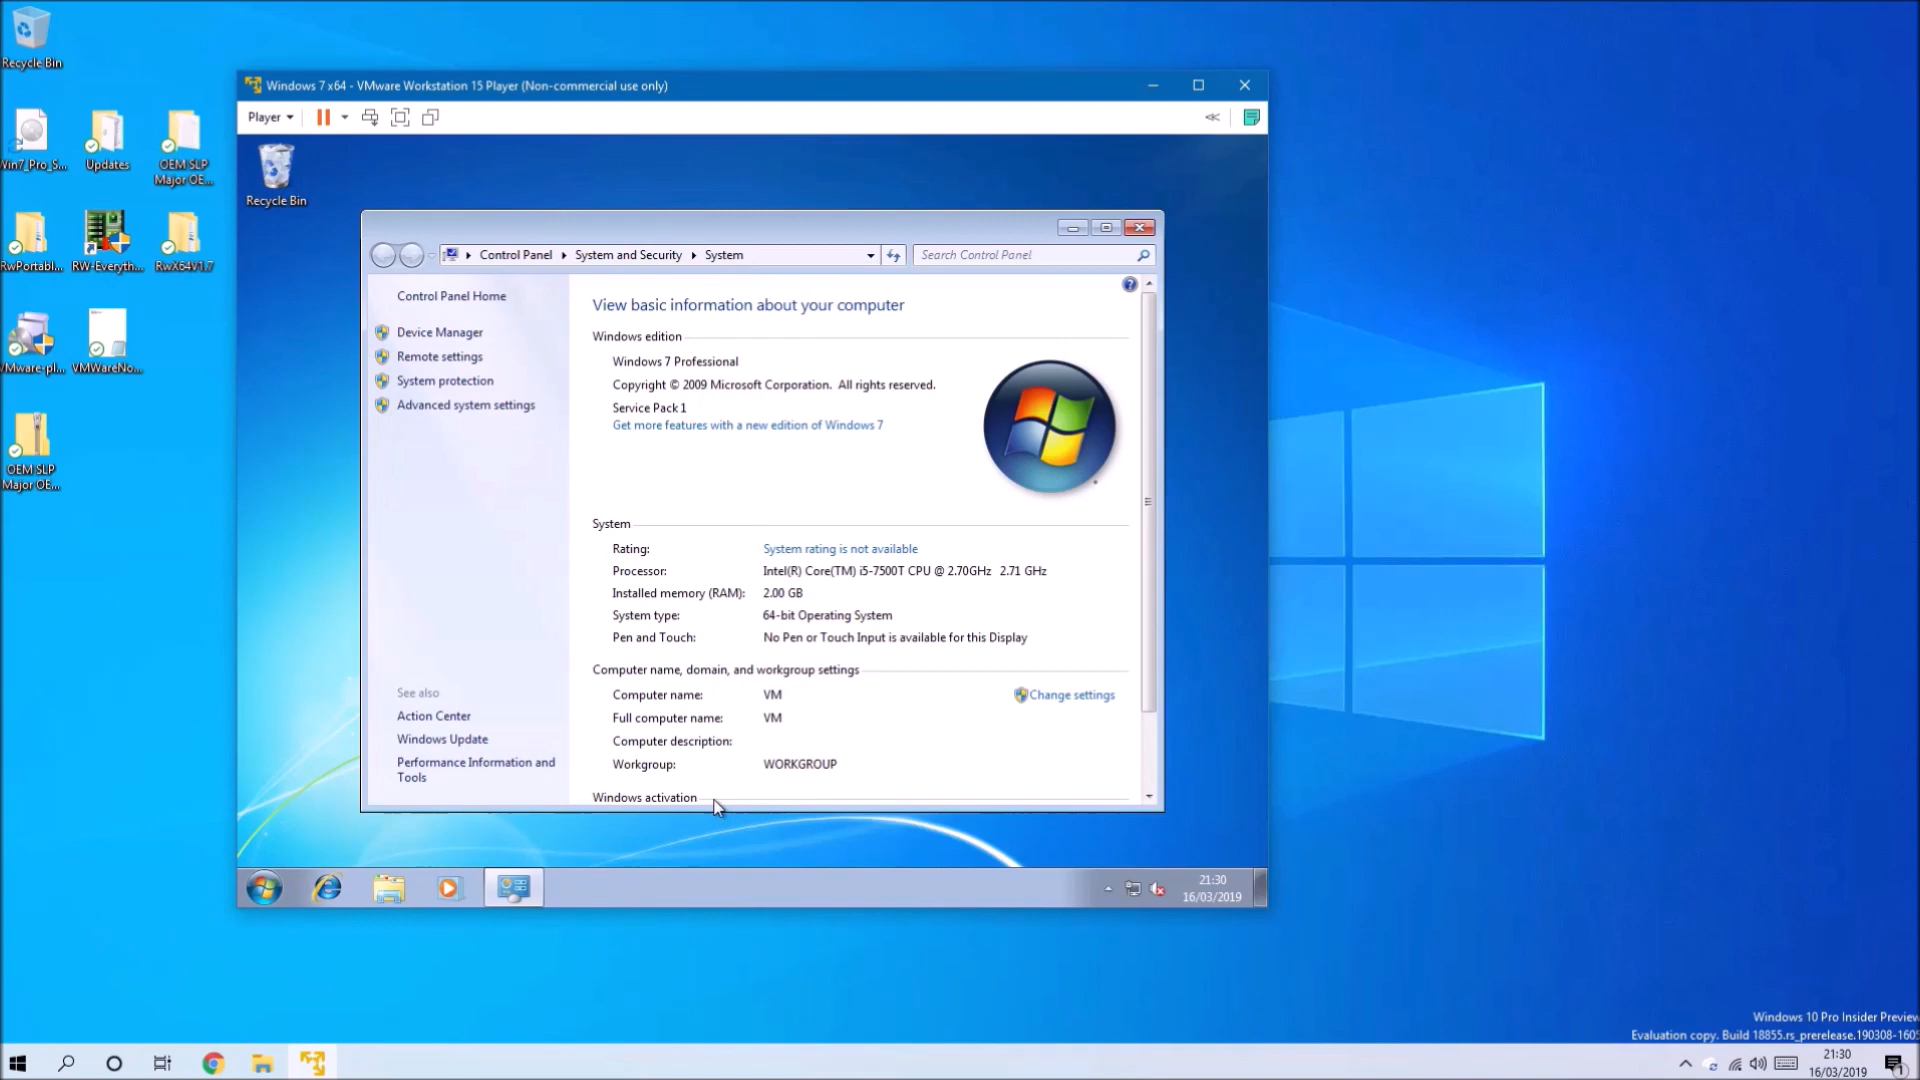 Recycle Bin
Win7_Pro_S...
Updates
OEM SLP
Major OE...
RwPortabl...
RW-Everyth...
RwX64V1.7
VMware-pl...
VMWareNo...
OEM SLP
Major OE...
Windows 7 x64 - VMware Workstation 15 Player (Non-commercial use only)
Player
Recycle Bin
Control Panel
System and Security
System
Search Control Panel
Control Panel Home
Device Manager
Remote settings
System protection
Advanced system settings
See also
Action Center
Windows Update
Performance Information and
Tools
View basic information about your computer
Windows edition
Windows 7 Professional
Copyright © 2009 Microsoft Corporation. All rights reserved.
Service Pack 1
Get more features with a new edition of Windows 7
System
Rating: System rating is not available
Processor: Intel(R) Core(TM) i5-7500T CPU @ 2.70GHz 2.71 GHz
Installed memory (RAM): 2.00 GB
System type: 64-bit Operating System
Pen and Touch: No Pen or Touch Input is available for this Display
Computer name, domain, and workgroup settings
Computer name: VM
Change settings
Full computer name: VM
Computer description:
Workgroup: WORKGROUP
Windows activation
21:30
16/03/2019
Windows 10 Pro Insider Preview
Evaluation copy. Build 18855.rs_prerelease.190308-160
21:30
16/03/2019
1